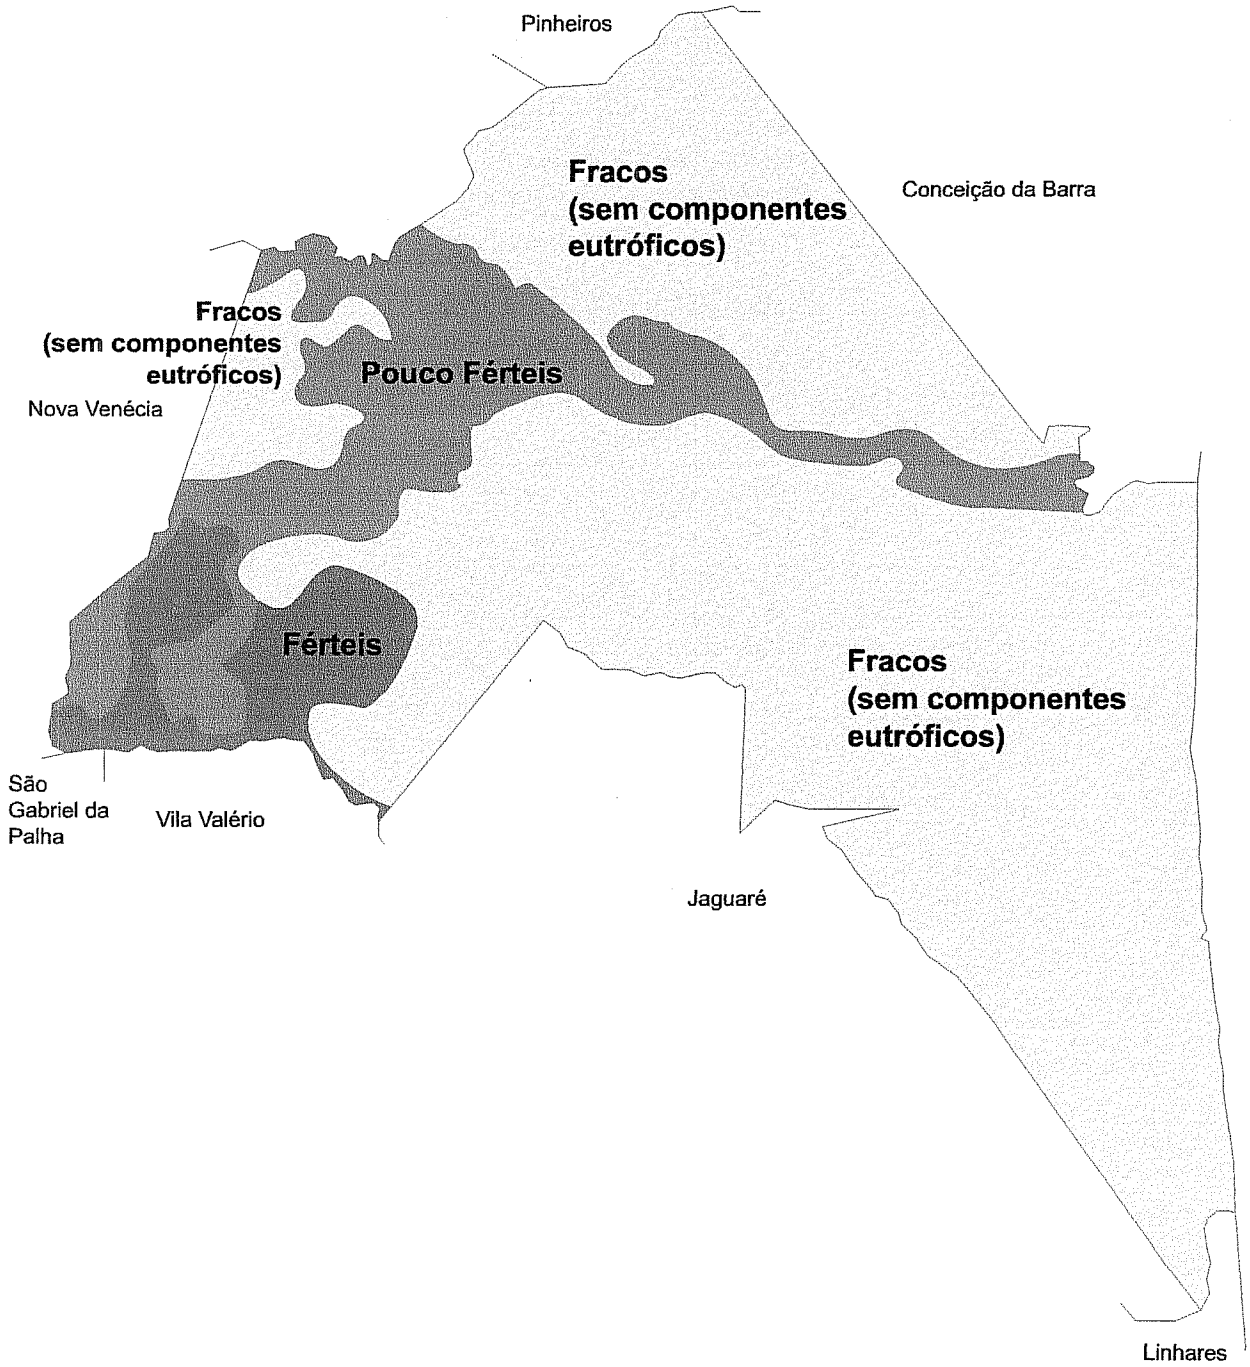 Pinheiros
Fracos
(sem componentes
eutróficos)
Conceição da Barra
Fracos
(sem componentes
eutróficos)
Pouco Férteis
Nova Venécia
Férteis
Fracos
(sem componentes
eutróficos)
São
Gabriel da
Palha
Vila Valério
Jaguaré
Linhares